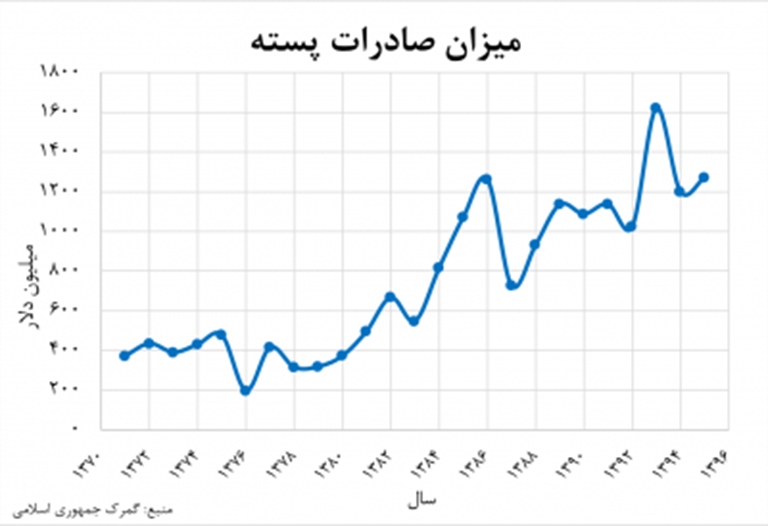 میزان صادرات پسته
۱۸۰۰
۱۶۰۰
۱۴۰۰
۱۲۰۰
۱۰۰۰
۸۰۰
۶۰۰
۴۰۰
۲۰۰
۰
میلیون دلار
۱۳۷۰ ۱۳۷۲ ۱۳۷۴ ۱۳۷۶ ۱۳۷۸ ۱۳۸۰ ۱۳۸۲ ۱۳۸۴ ۱۳۸۶ ۱۳۸۸ ۱۳۹۰ ۱۳۹۲ ۱۳۹۴ ۱۳۹۶
سال
منبع: گمرک جمهوری اسلامی